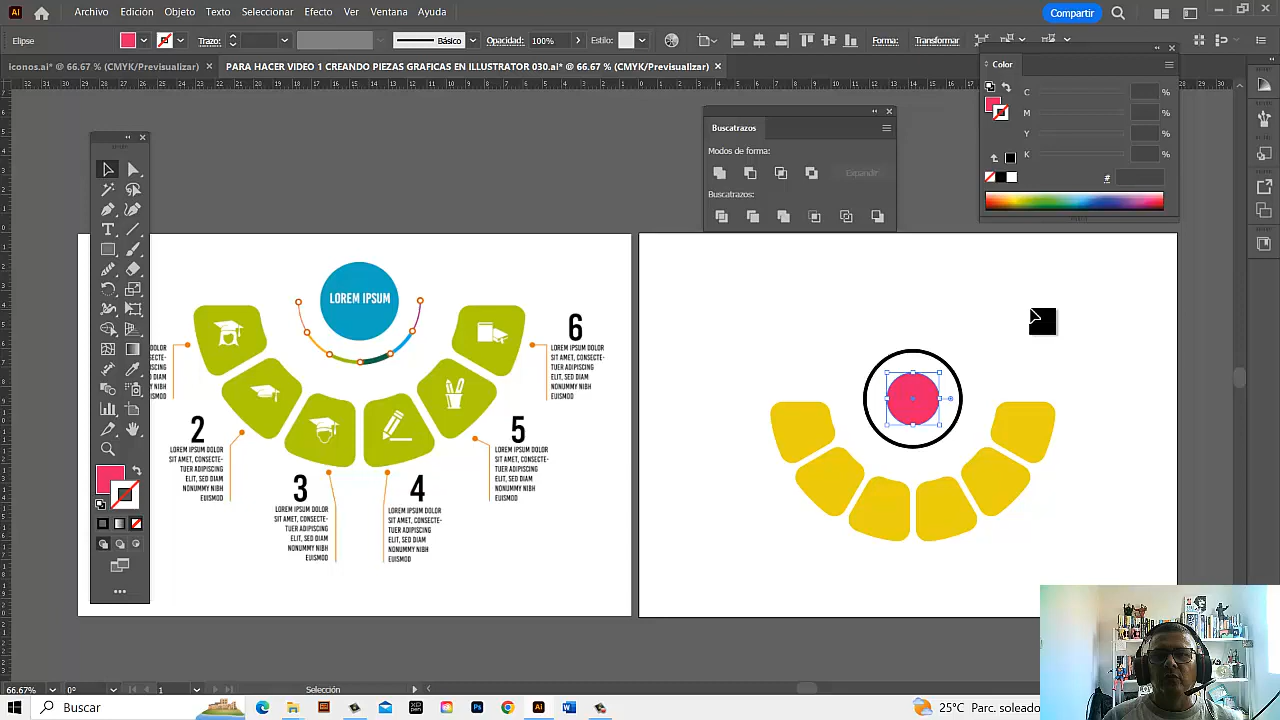 Ai Archivo Edición Objeto Texto Seleccionar Efecto Ver Ventana Ayuda Compartir
Elipse Trazo: Básico Opacidad: 100% Estilo: Forma: Transformar
iconos.ai* @ 66.67 % (CMYK/Previsualizar) × PARA HACER VIDEO 1 CREANDO PIEZAS GRAFICAS EN ILLUSTRATOR 030.ai* @ 66.67 % (CMYK/Previsualizar) ×
Color
C %
M %
Y %
K %
#
Buscatrazos
Modos de forma:
Expandir
Buscatrazos:
LOREM IPSUM
6
LOREM IPSUM DOLOR
SIT AMET, CONSECTE-
TUER ADIPISCING
ELIT, SED DIAM
NONUMMY NIBH
EUISMOD
2
LOREM IPSUM DOLOR
SIT AMET, CONSECTE-
TUER ADIPISCING
ELIT, SED DIAM
NONUMMY NIBH
EUISMOD
5
LOREM IPSUM DOLOR
SIT AMET, CONSECTE-
TUER ADIPISCING
ELIT, SED DIAM
NONUMMY NIBH
EUISMOD
3
LOREM IPSUM DOLOR
SIT AMET, CONSECTE-
TUER ADIPISCING
ELIT, SED DIAM
NONUMMY NIBH
EUISMOD
4
LOREM IPSUM DOLOR
SIT AMET, CONSECTE-
TUER ADIPISCING
ELIT, SED DIAM
NONUMMY NIBH
EUISMOD
66.67% 0° 1 Selección
Buscar
25°C Parc. soleado